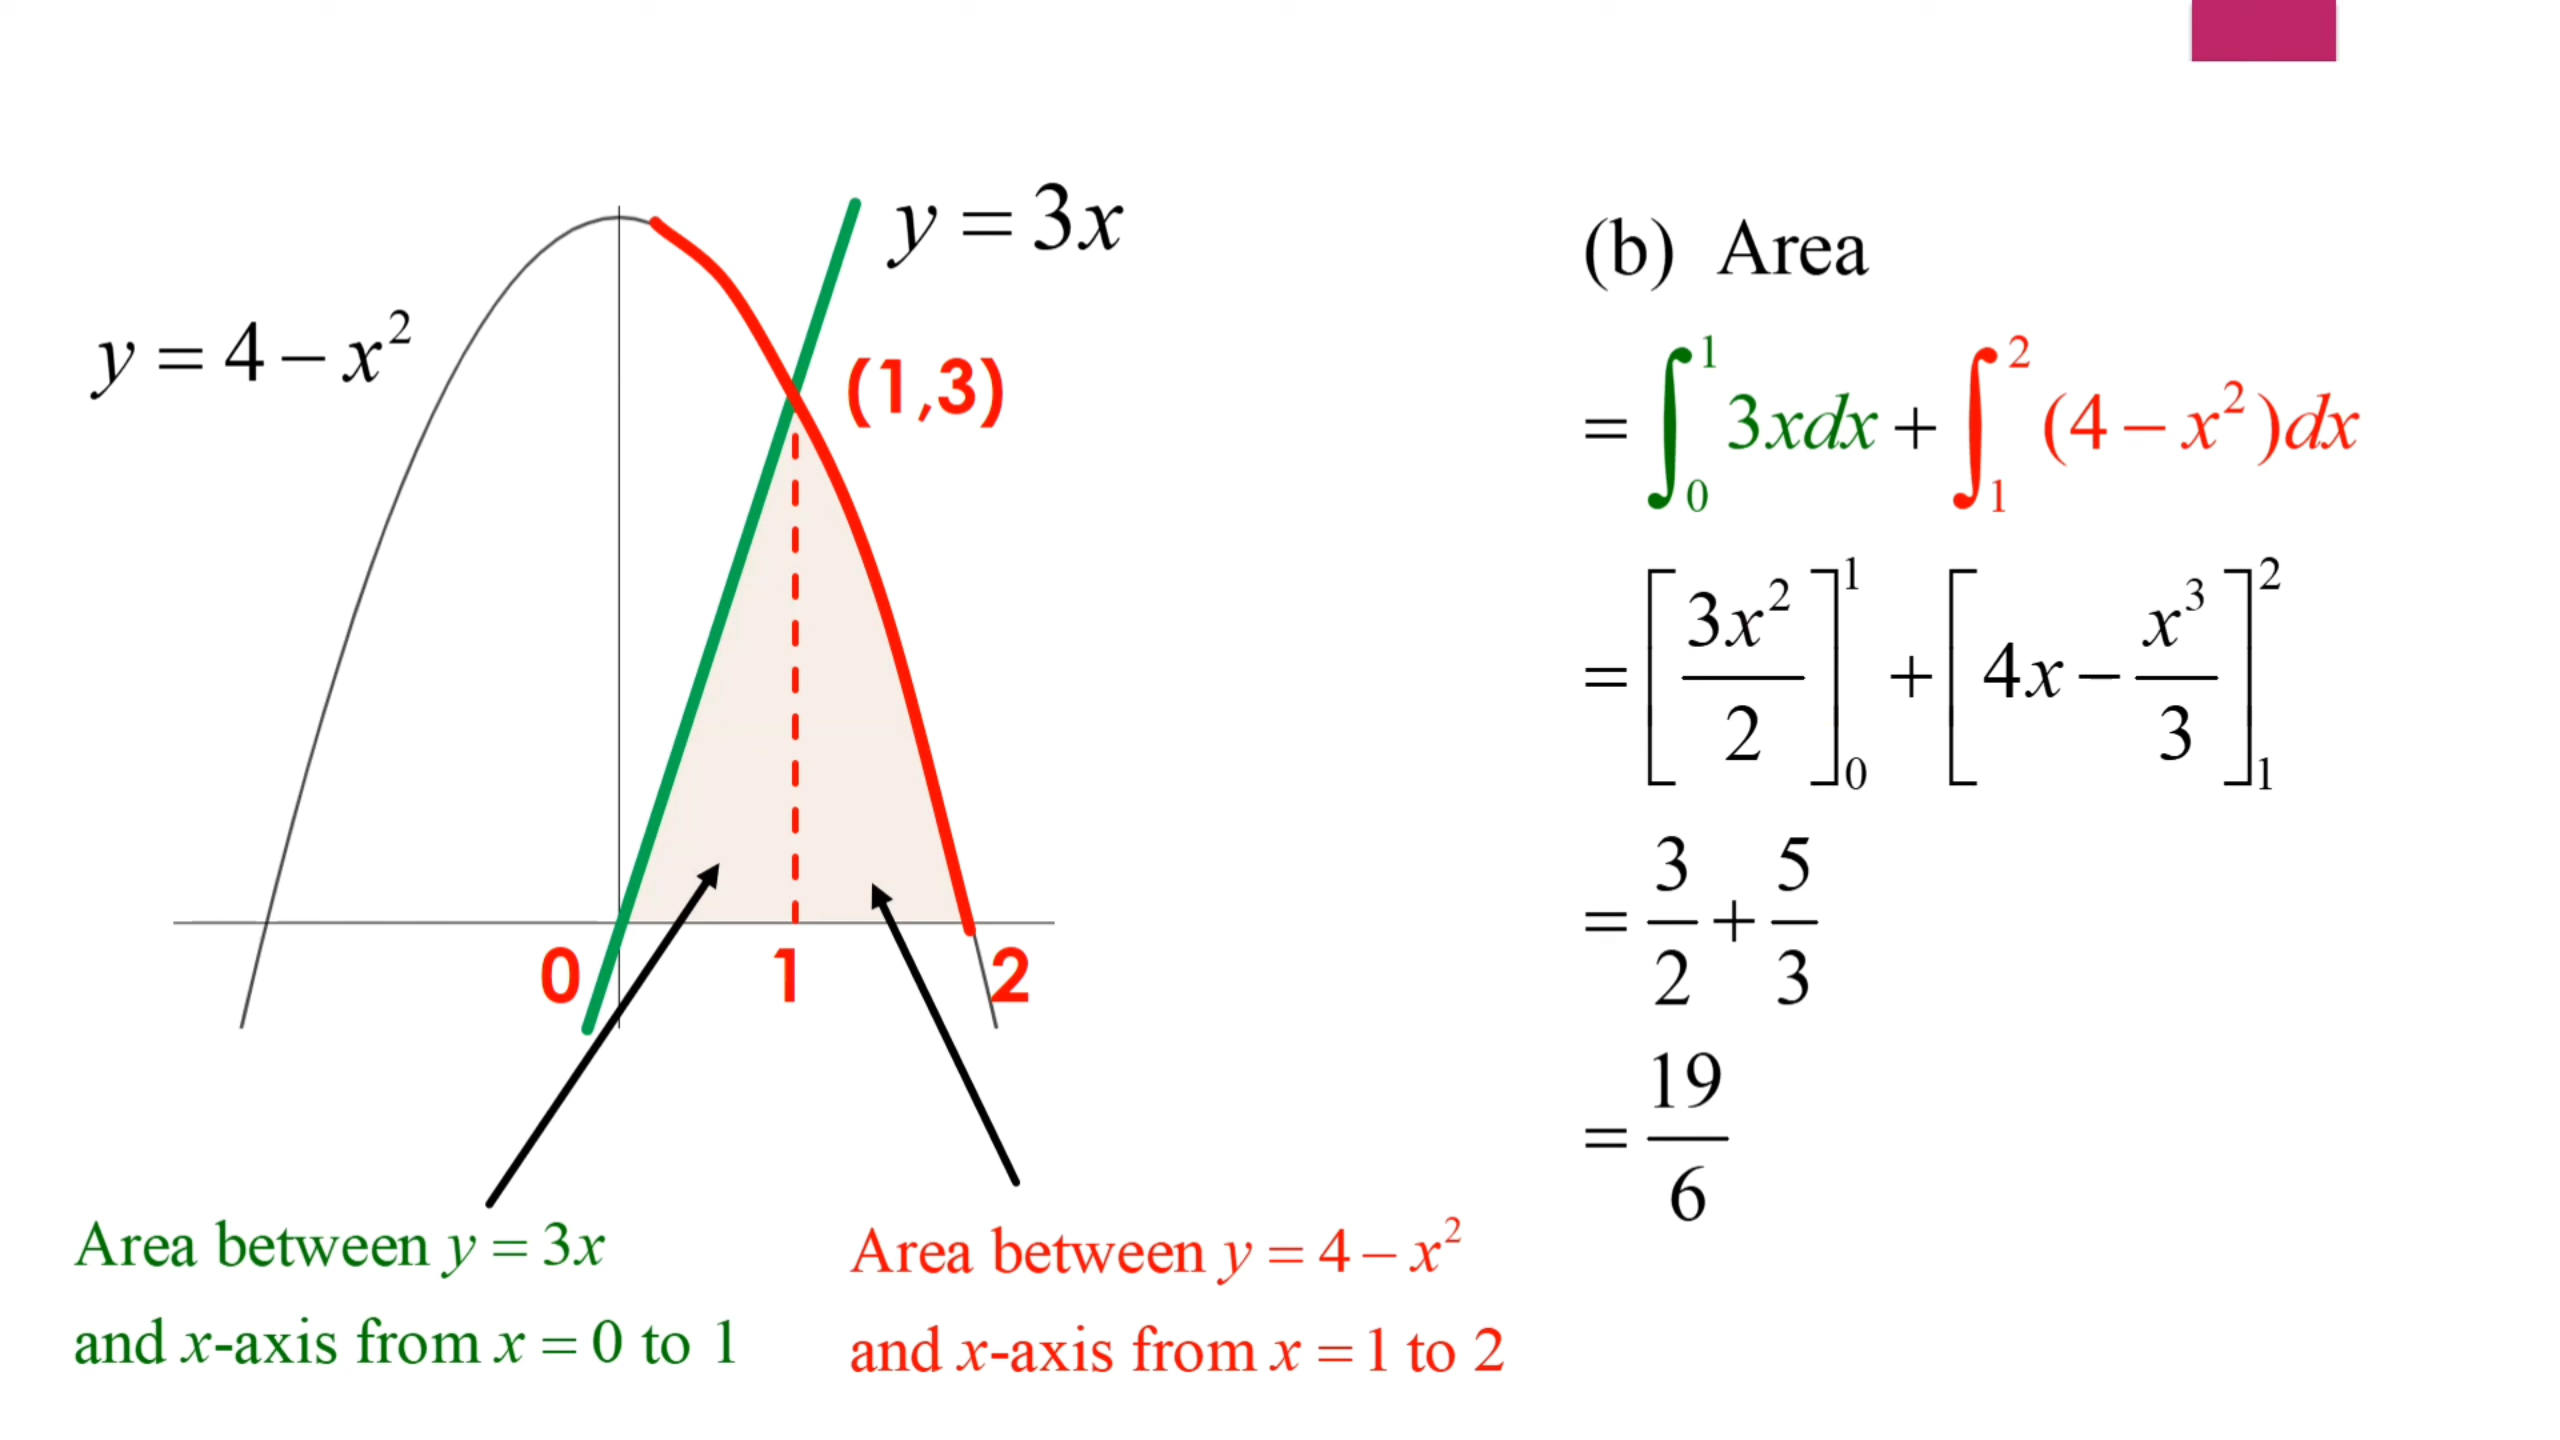 y = 3x
y = 4 − x²
(1,3)
0 1 2
Area between y = 3x
and x-axis from x = 0 to 1
Area between y = 4 − x²
and x-axis from x = 1 to 2
(b) Area
= ∫₀¹ 3xdx + ∫₁² (4 − x²)dx
= [3x²/2]₀¹ + [4x − x³/3]₁²
= 3/2 + 5/3
= 19/6